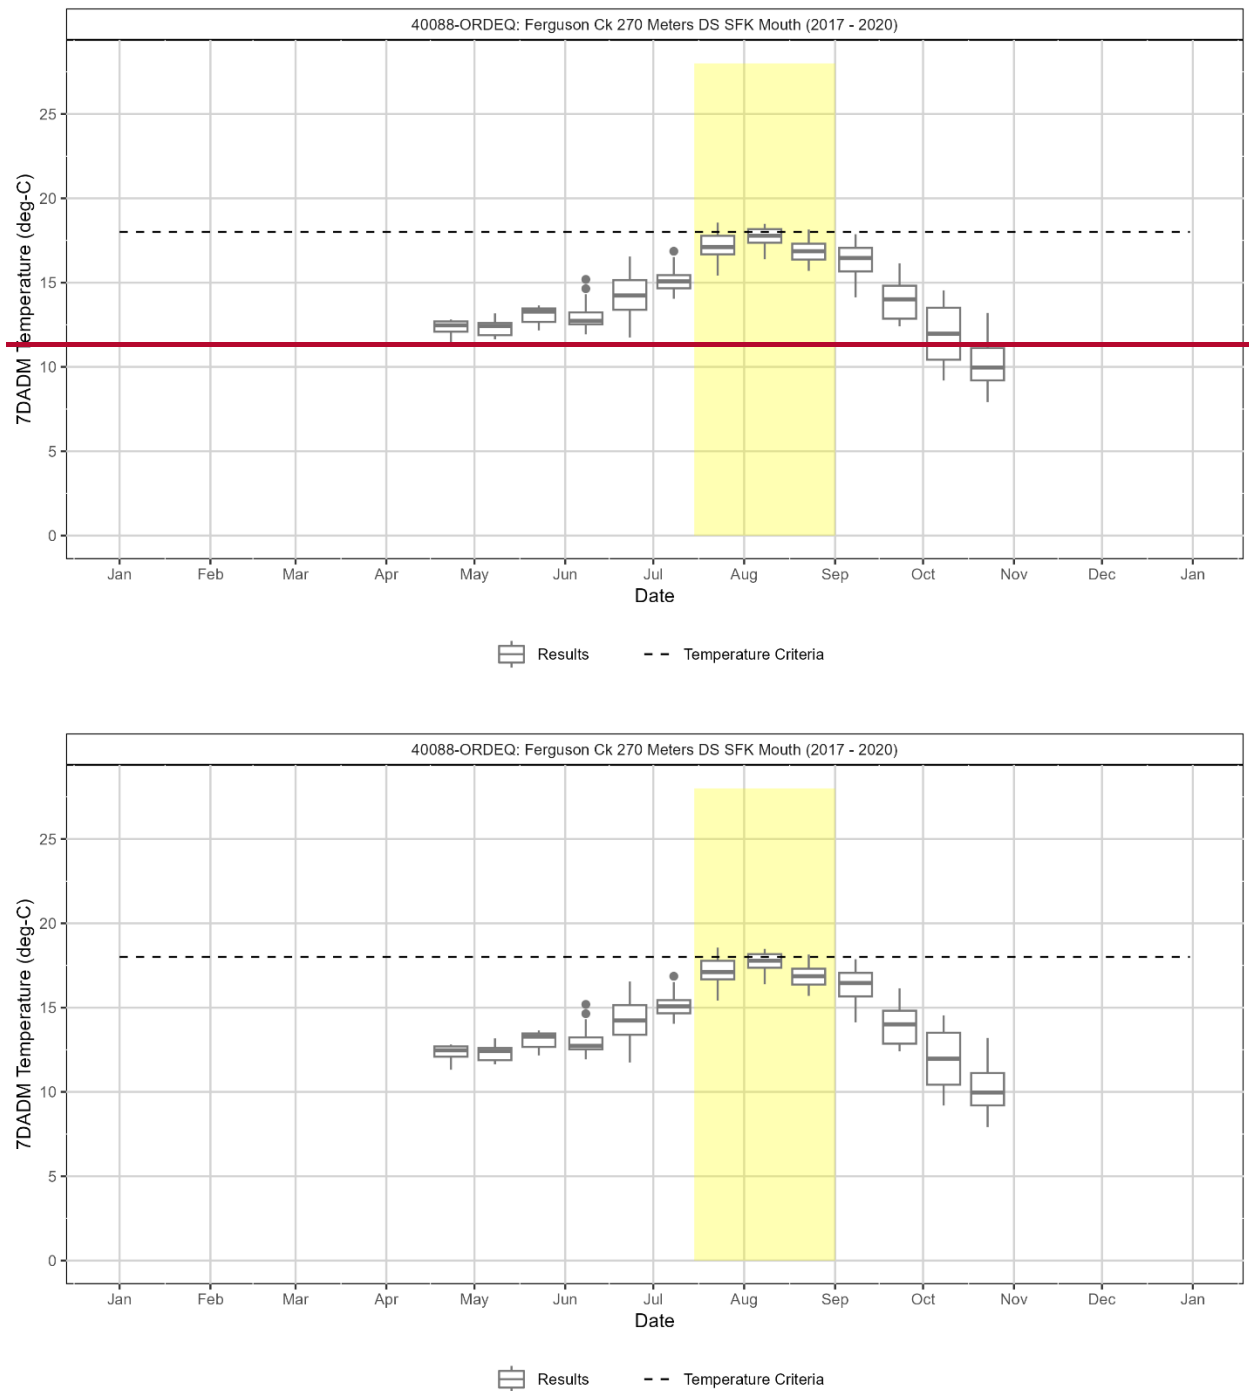 40088-ORDEQ: Ferguson Ck 270 Meters DS SFK Mouth (2017 - 2020)
25
20
15
10
5
0
7DADM Temperature (deg-C)
Jan Feb Mar Apr May Jun Jul Aug Sep Oct Nov Dec Jan
Date
Results Temperature Criteria
40088-ORDEQ: Ferguson Ck 270 Meters DS SFK Mouth (2017 - 2020)
25
20
15
10
5
0
7DADM Temperature (deg-C)
Jan Feb Mar Apr May Jun Jul Aug Sep Oct Nov Dec Jan
Date
Results Temperature Criteria